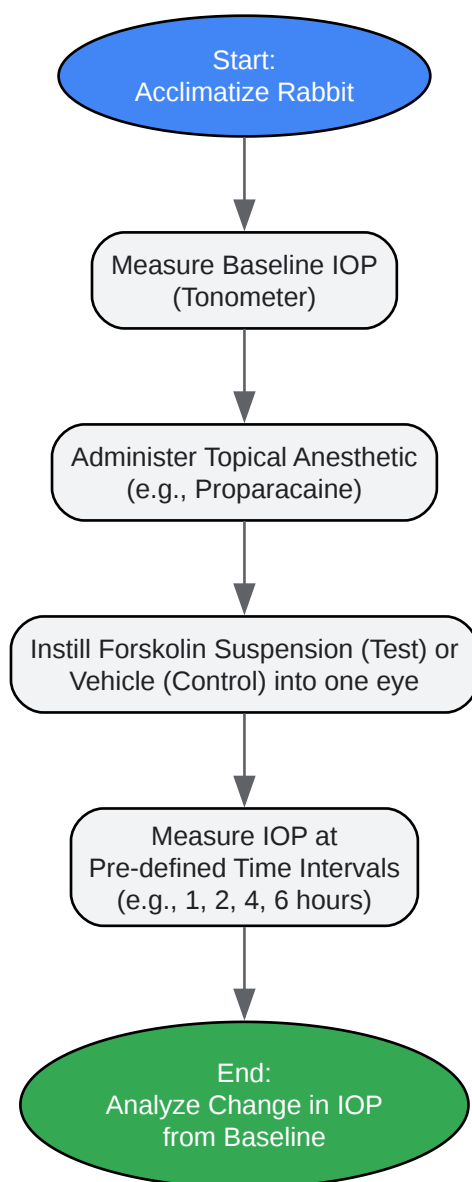 Start:
Acclimatize Rabbit
Measure Baseline IOP
(Tonometer)
Administer Topical Anesthetic
(e.g., Proparacaine)
Instill Forskolin Suspension (Test) or
Vehicle (Control) into one eye
Measure IOP at
Pre-defined Time Intervals
(e.g., 1, 2, 4, 6 hours)
End:
Analyze Change in IOP
from Baseline